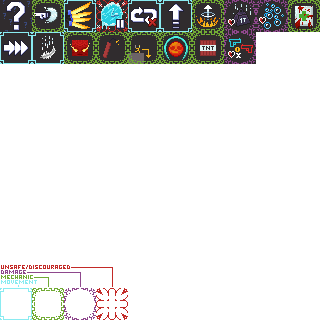 ?
TNT
UNSAFE/DISCOURAGED
DAMAGE
MECHANIC
MOVEMENT